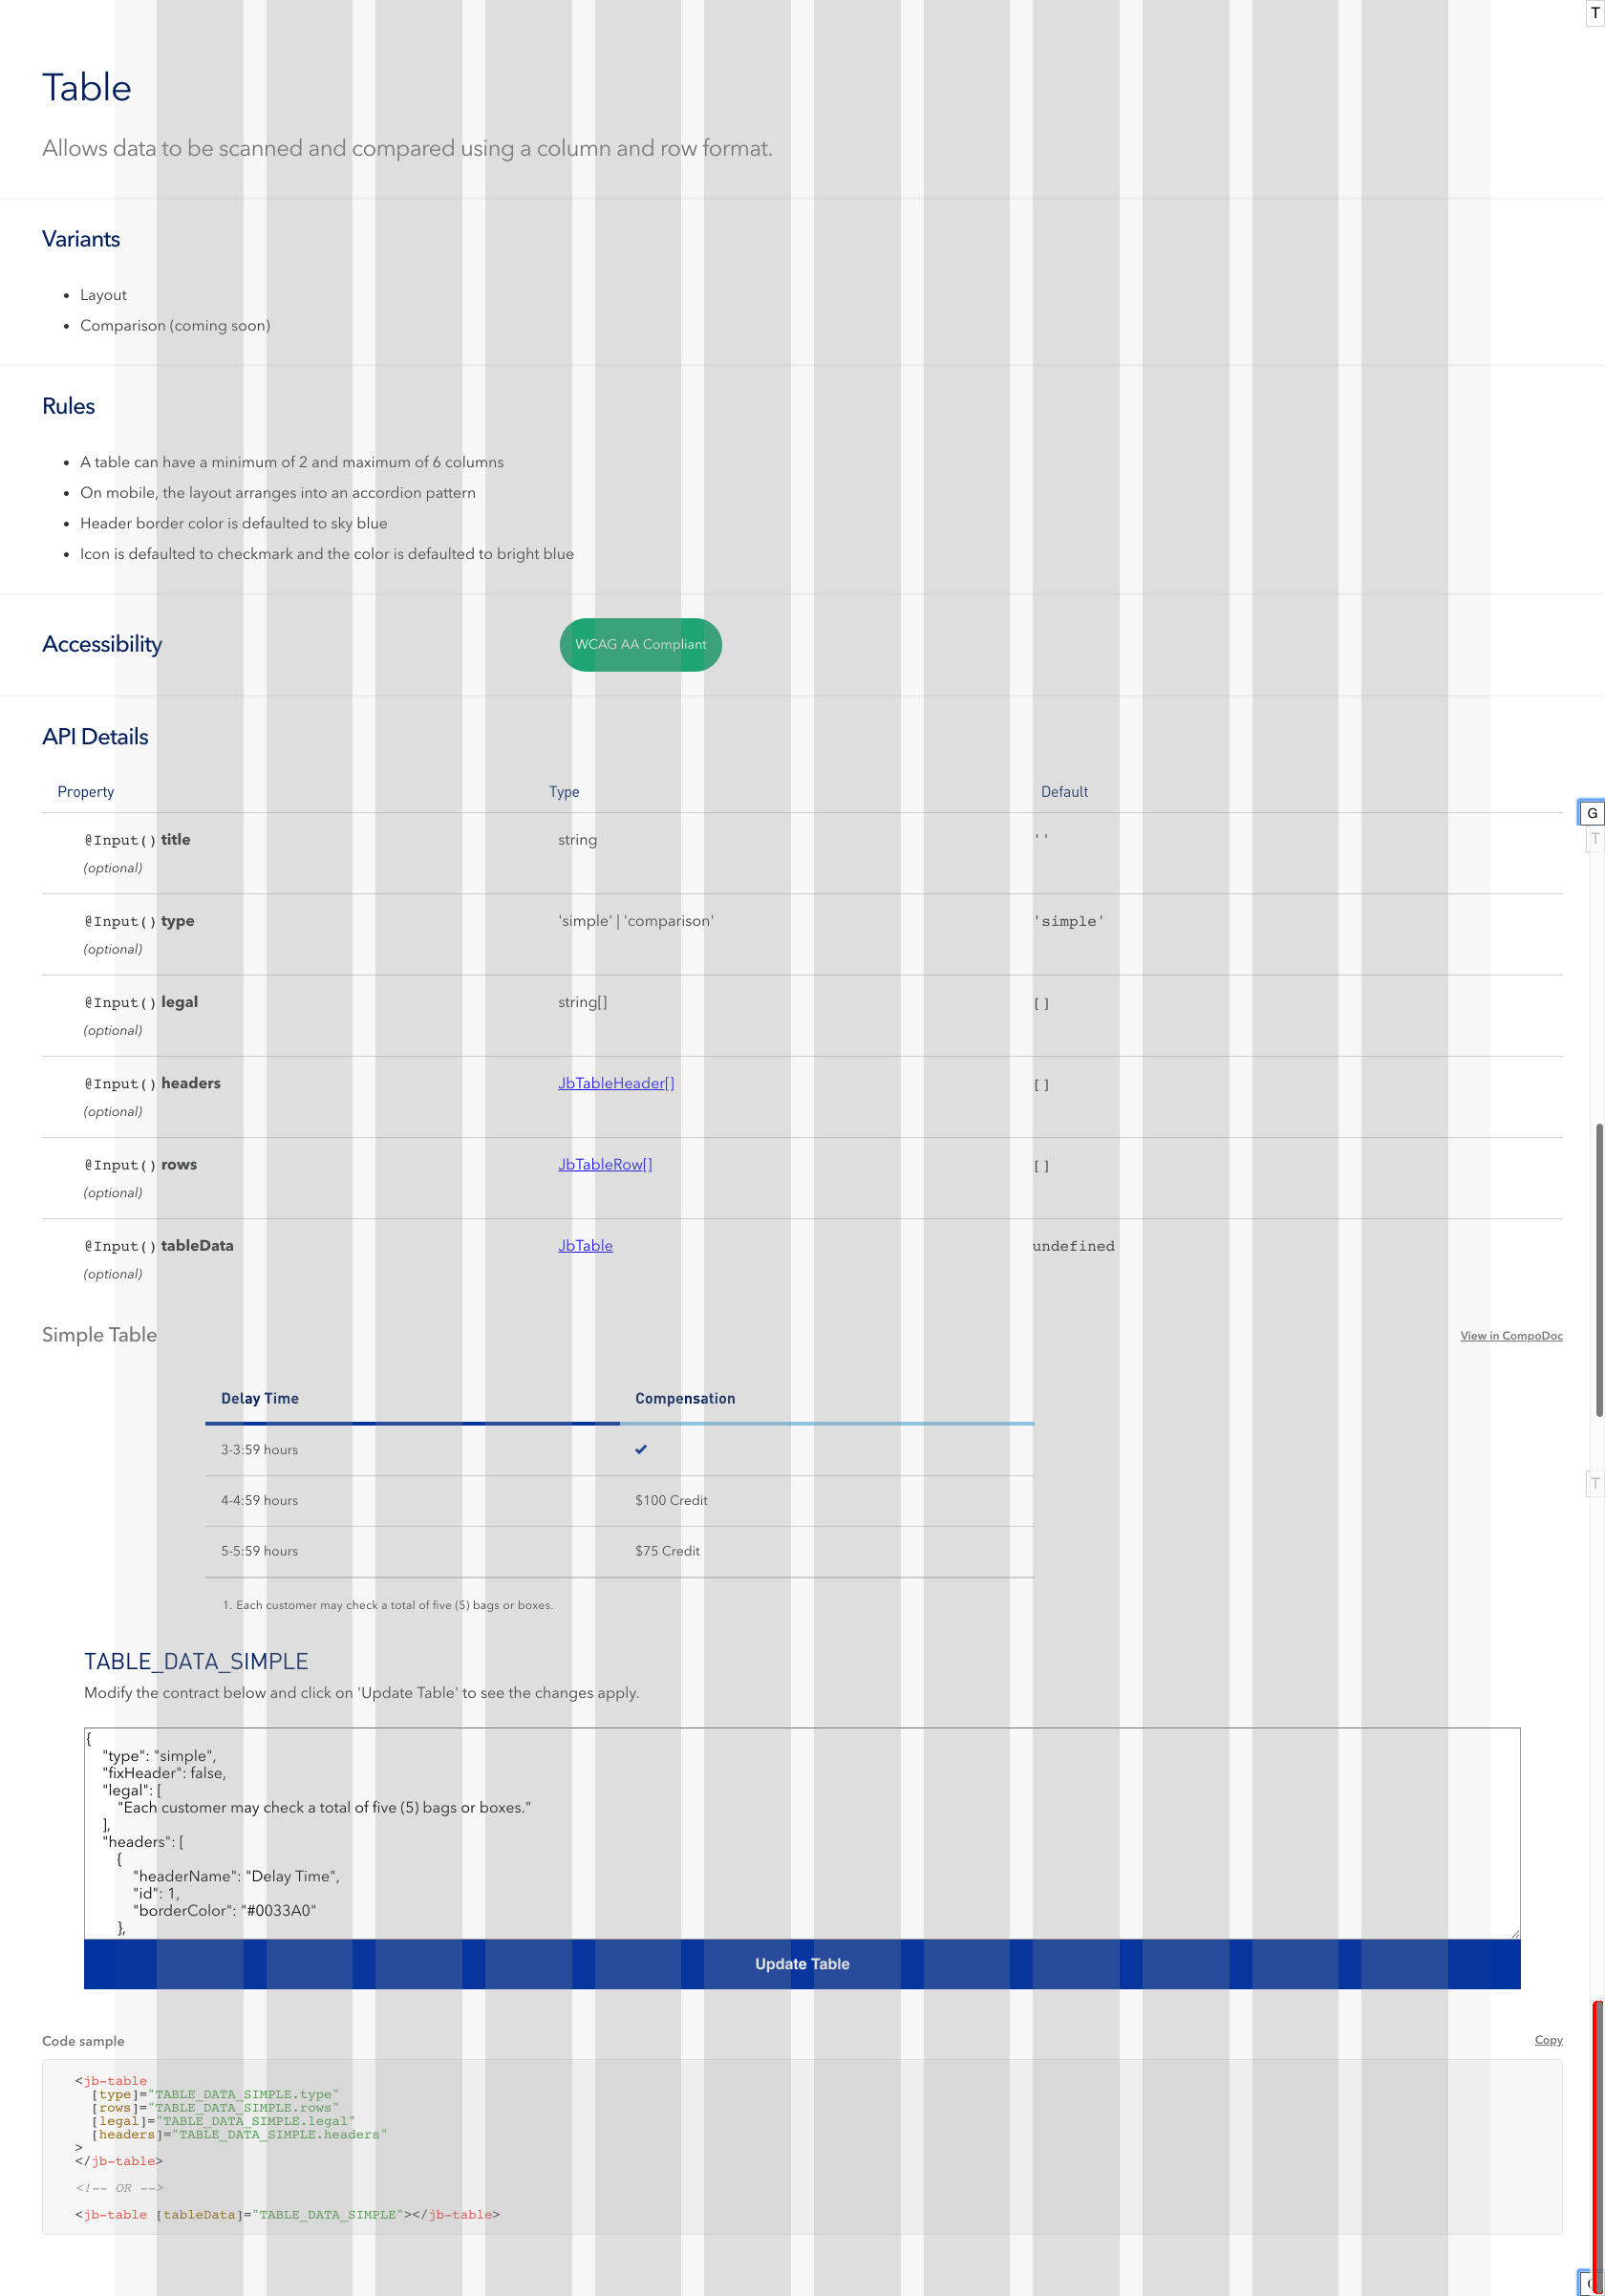 T
Table
Allows data to be scanned and compared using a column and row format.
Variants
• Layout
• Comparison (coming soon)
Rules
• A table can have a minimum of 2 and maximum of 6 columns
• On mobile, the layout arranges into an accordion pattern
• Header border color is defaulted to sky blue
• Icon is defaulted to checkmark and the color is defaulted to bright blue
Accessibility WCAG AA Compliant
API Details
Property Type Default
G
T
@Input() title string ''
(optional)
@Input() type 'simple' | 'comparison' 'simple'
(optional)
@Input() legal string[] []
(optional)
@Input() headers JbTableHeader[] []
(optional)
@Input() rows JbTableRow[] []
(optional)
@Input() tableData JbTable undefined
(optional)
Simple Table View in CompoDoc
Delay Time Compensation
3-3:59 hours ✔
T
4-4:59 hours $100 Credit
5-5:59 hours $75 Credit
1. Each customer may check a total of five (5) bags or boxes.
TABLE_DATA_SIMPLE
Modify the contract below and click on 'Update Table' to see the changes apply.
{
"type": "simple",
"fixHeader": false,
"legal": [
"Each customer may check a total of five (5) bags or boxes."
],
"headers": [
{
"headerName": "Delay Time",
"id": 1,
"borderColor": "#0033A0"
},
Update Table
Code sample Copy
<jb-table
[type]="TABLE_DATA_SIMPLE.type"
[rows]="TABLE_DATA_SIMPLE.rows"
[legal]="TABLE_DATA_SIMPLE.legal"
[headers]="TABLE_DATA_SIMPLE.headers"
>
</jb-table>
<!-- OR -->
<jb-table [tableData]="TABLE_DATA_SIMPLE"></jb-table>